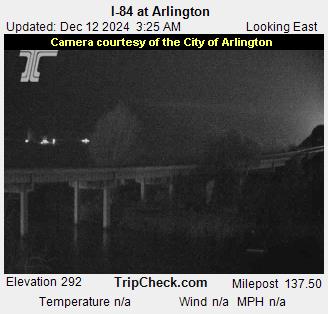 I-84 at Arlington
Updated: Dec 12 2024 3:25 AM Looking East
Camera courtesy of the City of Arlington
Elevation 292 TripCheck.com Milepost 137.50
Temperature n/a Wind n/a MPH n/a